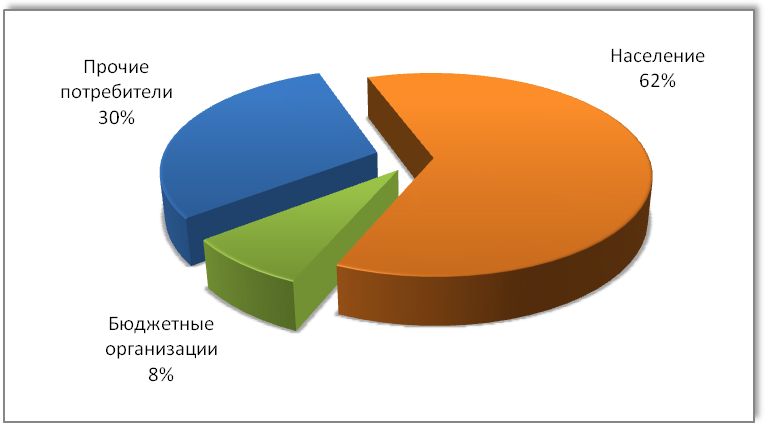 Население
62%
Прочие
потребители
30%
Бюджетные
организации
8%